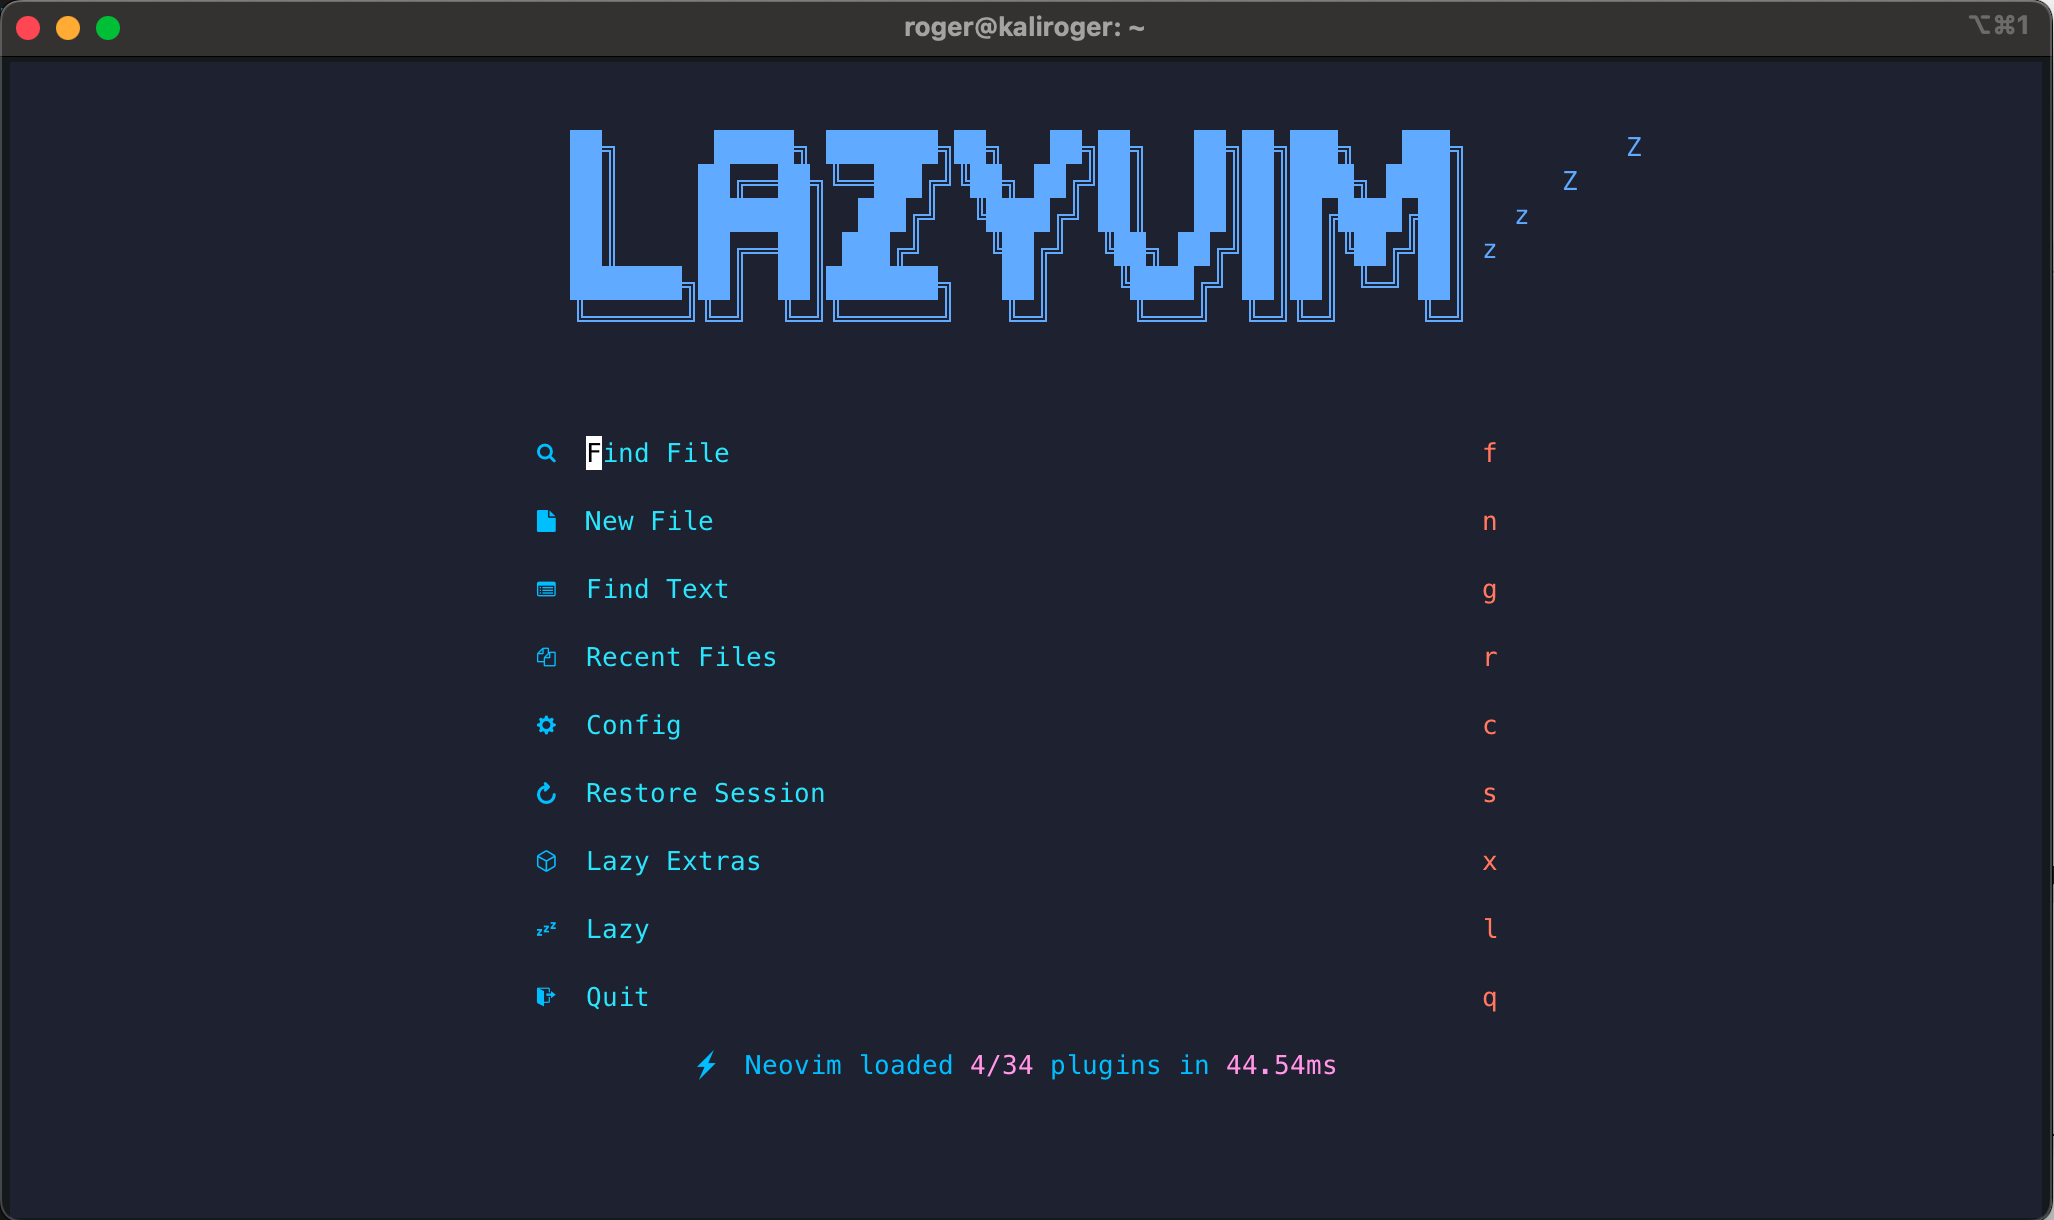 roger@kaliroger: ~
⌥⌘1
LAZYVIM
Z
Z
z
z
Find File f
New File n
Find Text g
Recent Files r
Config c
Restore Session s
Lazy Extras x
zzz Lazy l
Quit q
Neovim loaded 4/34 plugins in 44.54ms